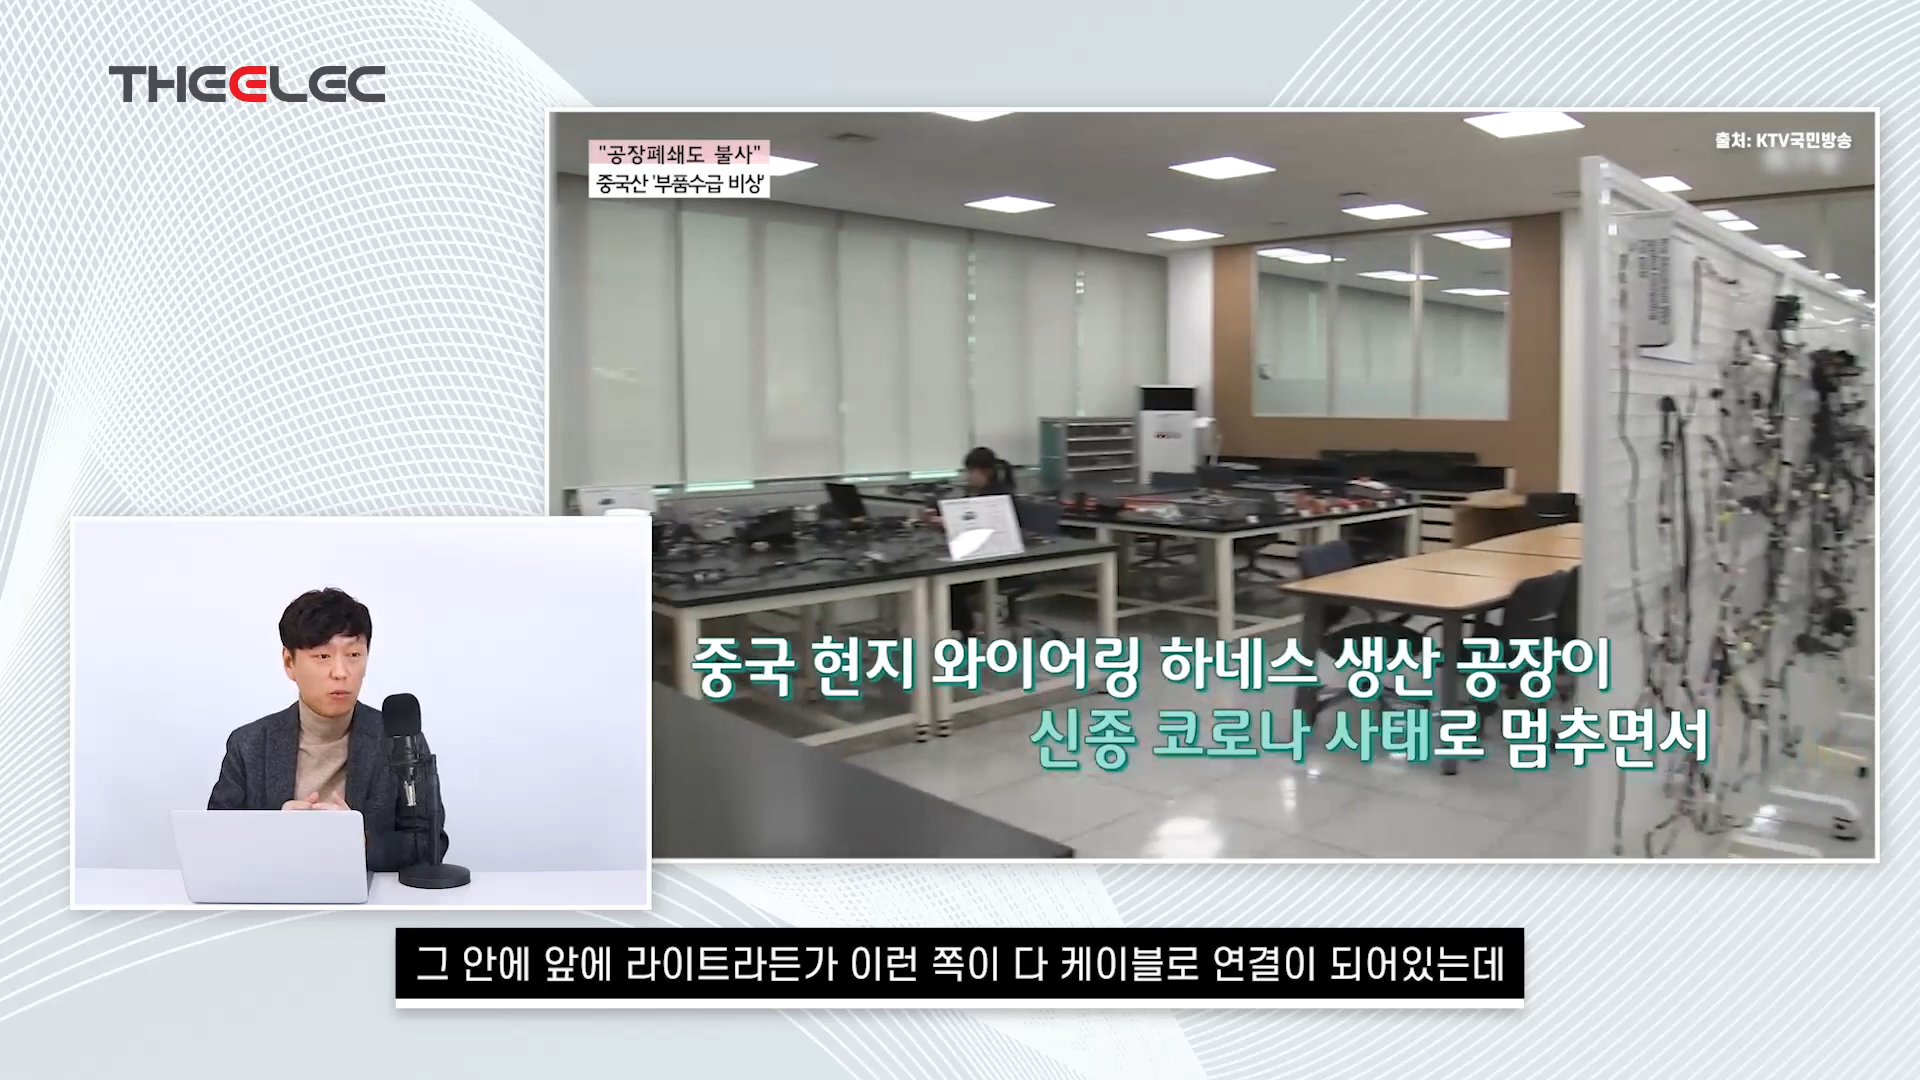 THEELEC
"공장폐쇄도 불사"
중국산 '부품수급 비상'
출처: KTV국민방송
중국 현지 와이어링 하네스 생산 공장이
신종 코로나 사태로 멈추면서
그 안에 앞에 라이트라든가 이런 쪽이 다 케이블로 연결이 되어있는데